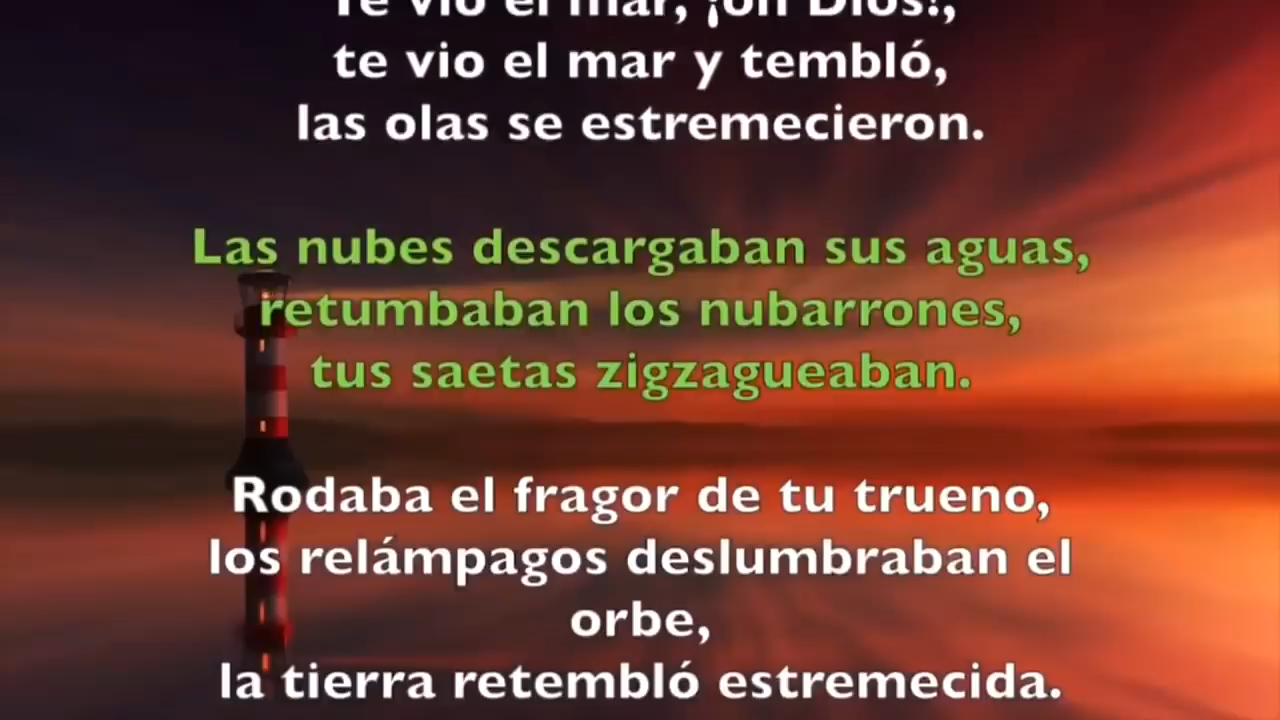 Te vio el mar, ¡oh Dios!,
te vio el mar y tembló,
las olas se estremecieron.
Las nubes descargaban sus aguas,
retumbaban los nubarrones,
tus saetas zigzagueaban.
Rodaba el fragor de tu trueno,
los relámpagos deslumbraban el
orbe,
la tierra retembló estremecida.